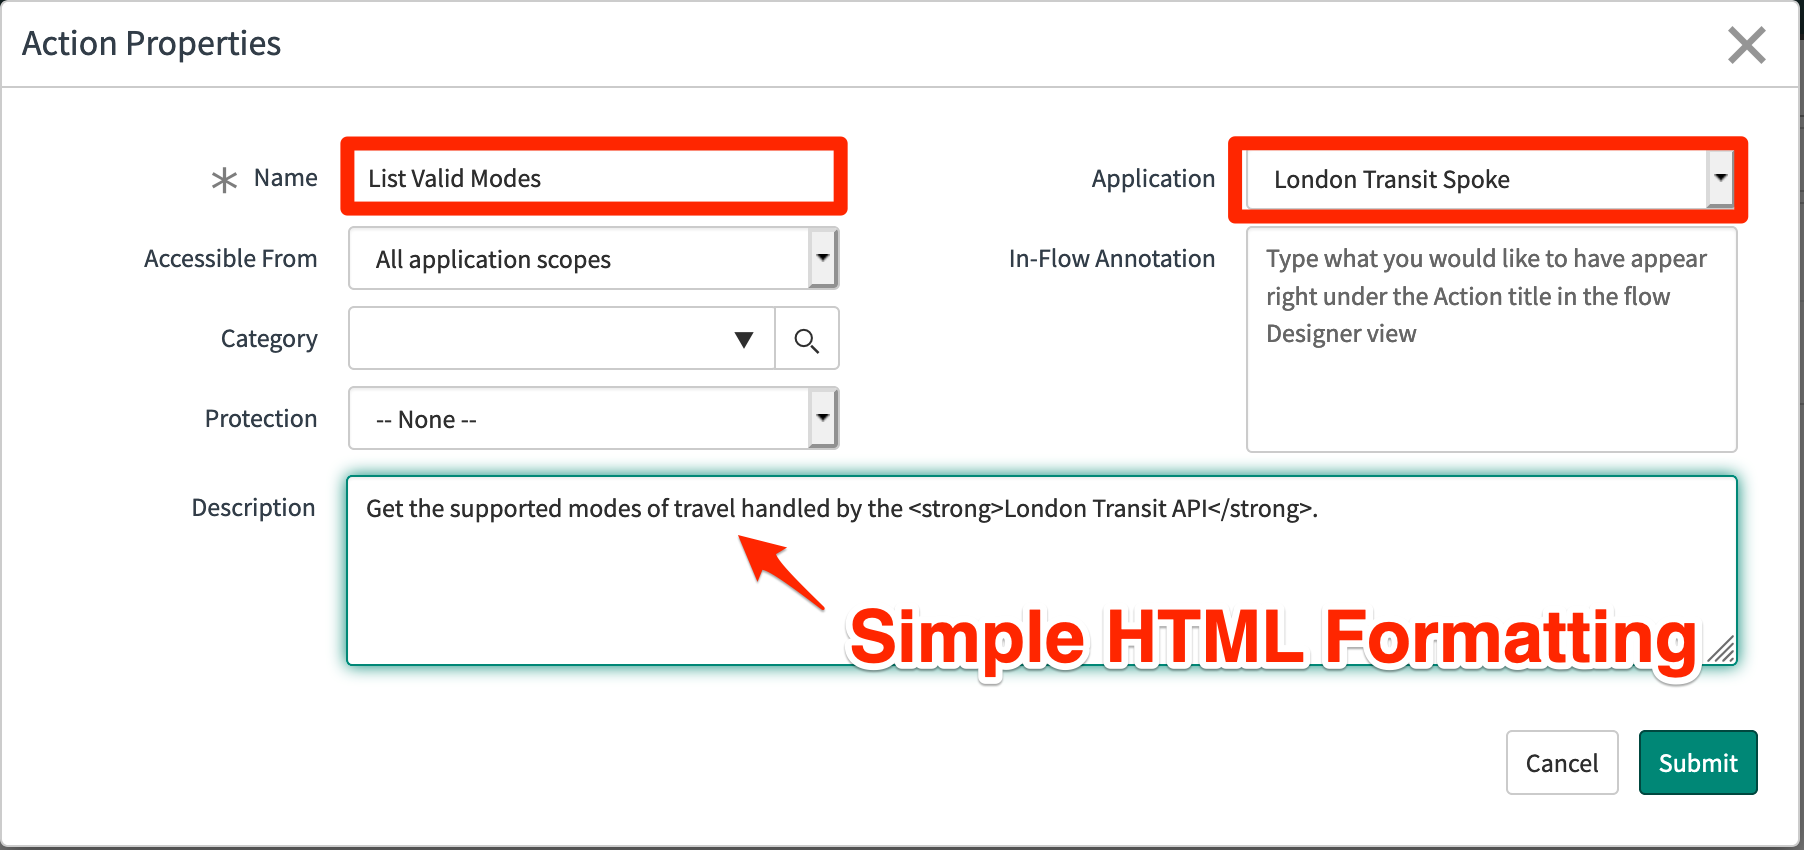 Action Properties
Name
List Valid Modes
Application
London Transit Spoke
Accessible From
All application scopes
In-Flow Annotation
Type what you would like to have appear
right under the Action title in the flow
Designer view
Category
Protection
-- None --
Description
Get the supported modes of travel handled by the <strong>London Transit API</strong>.
Simple HTML Formatting
Cancel
Submit